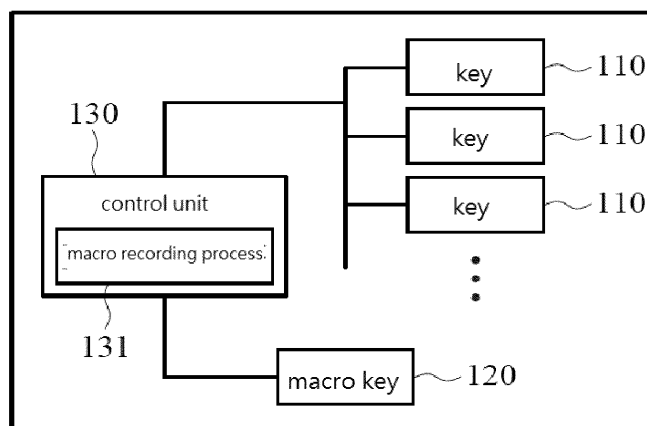 key 110
130
key 110
control unit
key 110
macro recording process
131
macro key 120